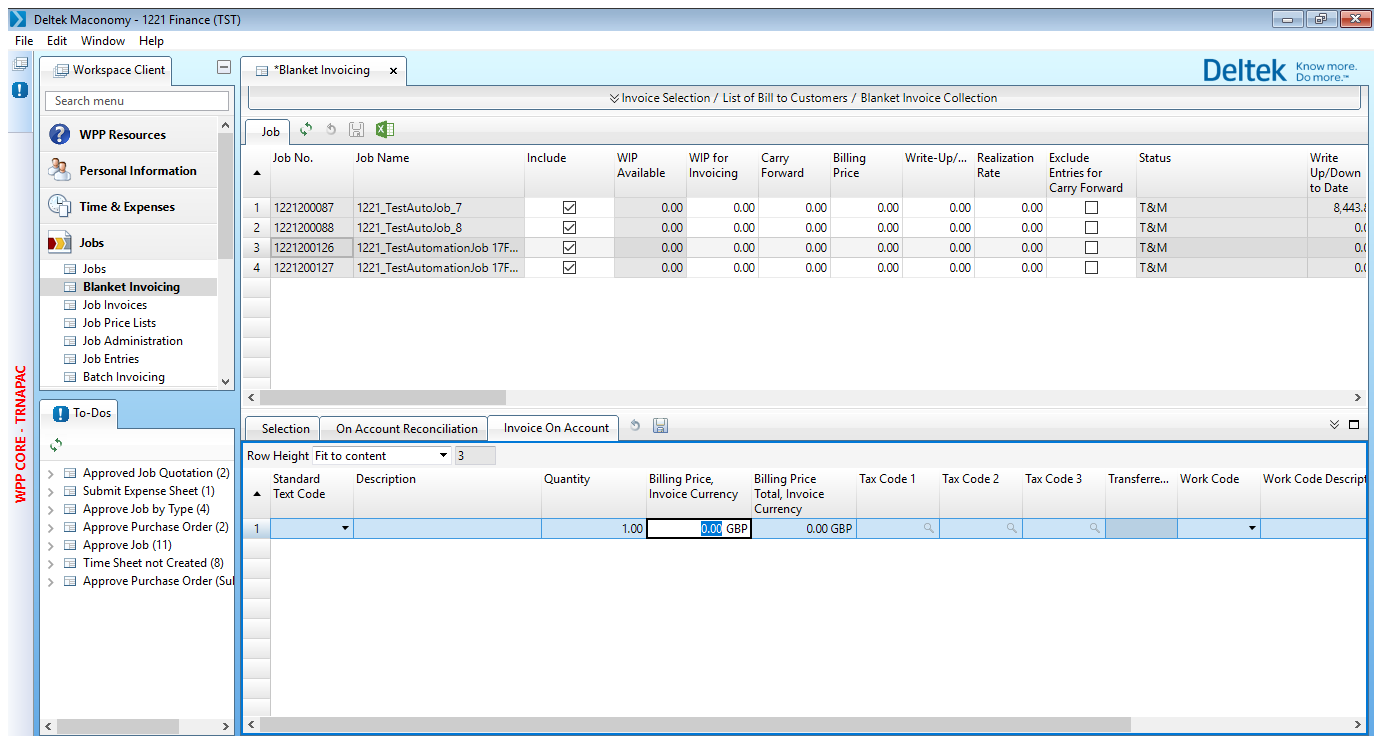 Deltek Maconomy - 1221 Finance (TST)
File Edit Window Help
Workspace Client
*Blanket Invoicing x
Deltek Know more. Do more.™
Search menu
Invoice Selection / List of Bill to Customers / Blanket Invoice Collection
WPP Resources
Personal Information
Time & Expenses
Jobs
Jobs
Blanket Invoicing
Job Invoices
Job Price Lists
Job Administration
Job Entries
Batch Invoicing
WPP CORE - TRNAPAC
To-Dos
Approved Job Quotation (2)
Submit Expense Sheet (1)
Approve Job by Type (4)
Approve Purchase Order (2)
Approve Job (11)
Time Sheet not Created (8)
Approve Purchase Order (Sul
Job
Job No. Job Name Include WIP Available WIP for Invoicing Carry Forward Billing Price Write-Up/... Realization Rate Exclude Entries for Carry Forward Status Write Up/Down to Date
1 1221200087 1221_TestAutoJob_7 0.00 0.00 0.00 0.00 0.00 0.00 T&M 8,443.8
2 1221200088 1221_TestAutoJob_8 0.00 0.00 0.00 0.00 0.00 0.00 T&M 0.0
3 1221200126 1221_TestAutomationJob 17F... 0.00 0.00 0.00 0.00 0.00 0.00 T&M 0.0
4 1221200127 1221_TestAutomationJob 17F... 0.00 0.00 0.00 0.00 0.00 0.00 T&M 0.0
Selection On Account Reconciliation Invoice On Account
Row Height Fit to content 3
Standard Text Code Description Quantity Billing Price, Invoice Currency Billing Price Total, Invoice Currency Tax Code 1 Tax Code 2 Tax Code 3 Transferre... Work Code Work Code Descript
1 1.00 0.00 GBP 0.00 GBP